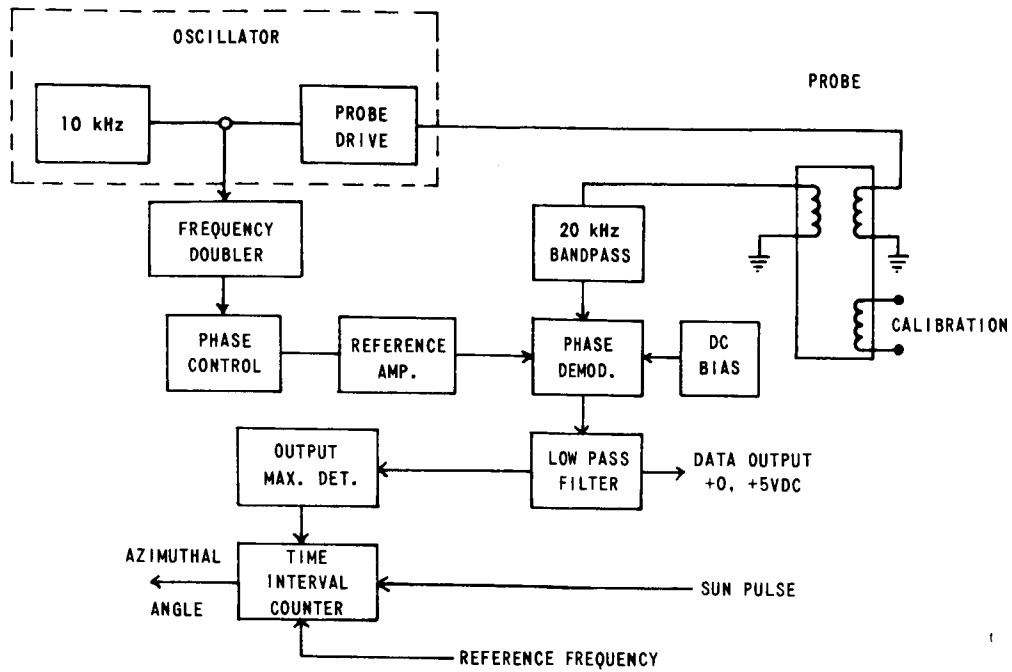 OSCILLATOR
PROBE
10 kHz
PROBE
DRIVE
FREQUENCY
DOUBLER
20 kHz
BANDPASS
CALIBRATION
PHASE
CONTROL
REFERENCE
AMP.
PHASE
DEMOD.
DC
BIAS
OUTPUT
MAX. DET.
LOW PASS
FILTER
DATA OUTPUT
+0, +5VDC
AZIMUTHAL
ANGLE
TIME
INTERVAL
COUNTER
SUN PULSE
REFERENCE FREQUENCY